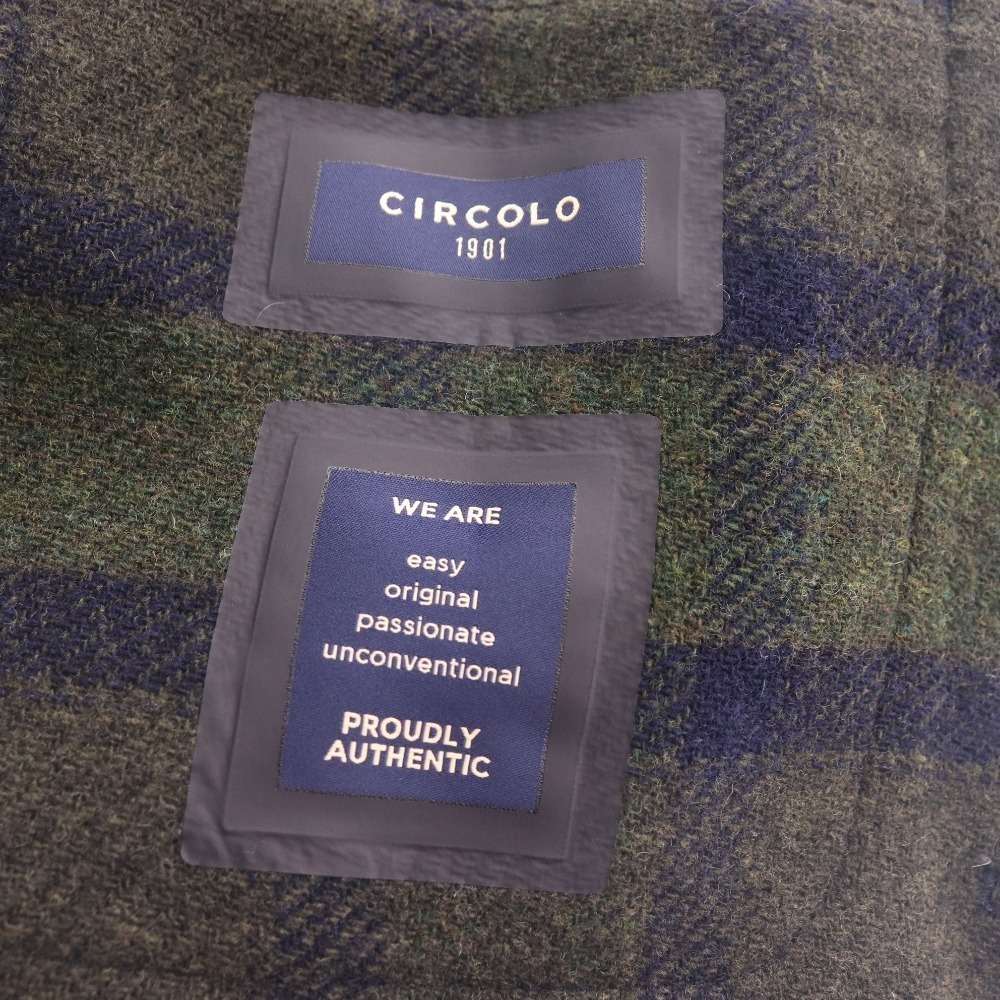 CIRCOLO
1901
WE ARE
easy
original
passionate
unconventional
PROUDLY
AUTHENTIC